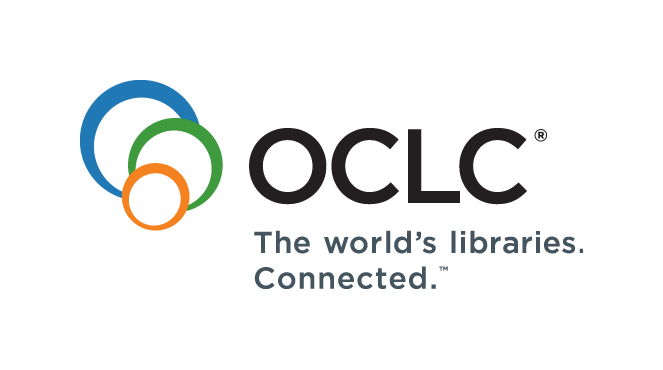 OCLC®
The world’s libraries.
Connected.™